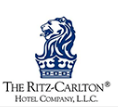 THE RITZ-CARLTON®
HOTEL COMPANY, L.L.C.